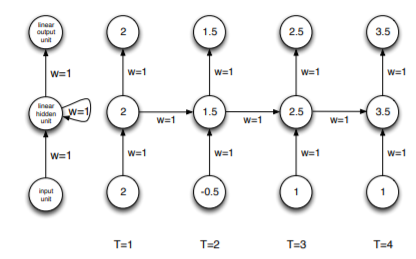 linear
output
unit
2
1.5
2.5
3.5
w=1
w=1
w=1
w=1
w=1
linear
hidden
unit
w=1
2
w=1
1.5
w=1
2.5
w=1
3.5
w=1
w=1
w=1
w=1
w=1
input
unit
2
-0.5
1
1
T=1
T=2
T=3
T=4